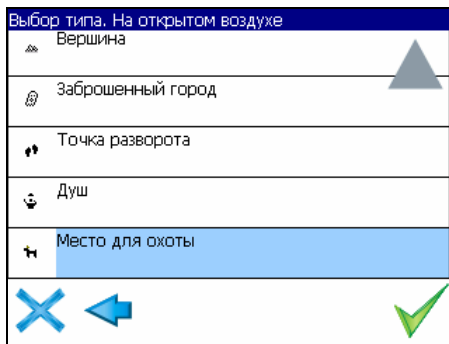 Выбор типа. На открытом воздухе
Вершина
Заброшенный город
Точка разворота
Душ
Место для охоты